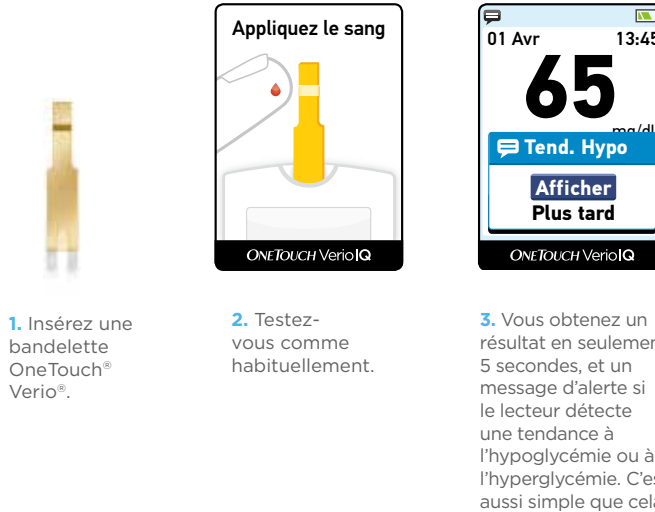 Appliquez le sang
ONETOUCH VerioIQ
01 Avr 13:45
65
mg/dl
Tend. Hypo
Afficher
Plus tard
ONETOUCH VerioIQ
1. Insérez une
bandelette
OneTouch®
Verio®.
2. Testez-
vous comme
habituellement.
3. Vous obtenez un
résultat en seulemen
5 secondes, et un
message d'alerte si
le lecteur détecte
une tendance à
l'hypoglycémie ou à
l'hyperglycémie. C'es
aussi simple que cela